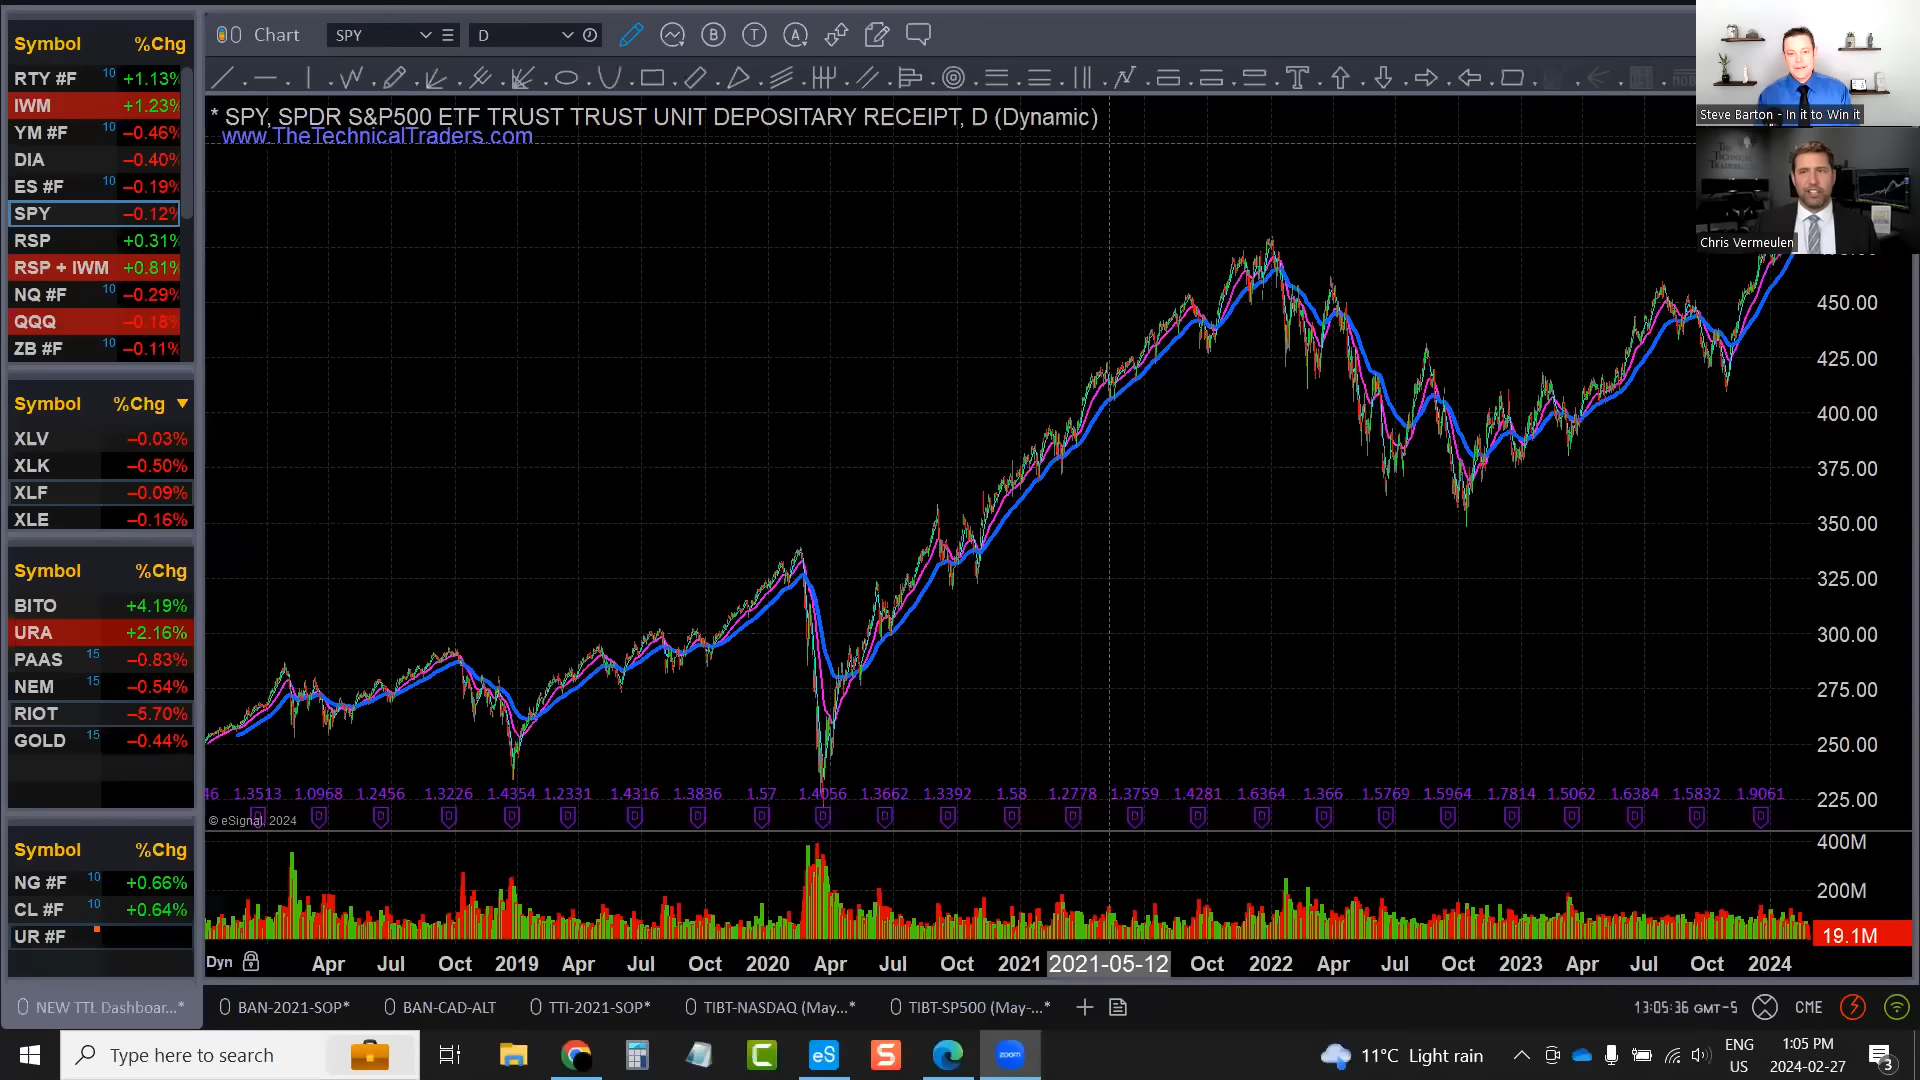 Symbol %Chg
RTY #F 10 +1.13%
IWM +1.23%
YM #F 10 –0.46%
DIA –0.40%
ES #F 10 –0.19%
SPY –0.12%
RSP +0.31%
RSP + IWM +0.81%
NQ #F 10 –0.29%
QQQ –0.18%
ZB #F 10 –0.11%
Symbol %Chg ▼
XLV –0.03%
XLK –0.50%
XLF –0.09%
XLE –0.16%
Symbol %Chg
BITO +4.19%
URA +2.16%
PAAS 15 –0.83%
NEM 15 –0.54%
RIOT –5.70%
GOLD 15 –0.44%
Symbol %Chg
NG #F 10 +0.66%
CL #F 10 +0.64%
UR #F
Chart SPY D
* SPY, SPDR S&P500 ETF TRUST TRUST UNIT DEPOSITARY RECEIPT, D (Dynamic)
www.TheTechnicalTraders.com
Steve Barton - In it to Win it
Chris Vermeulen
450.00
425.00
400.00
375.00
350.00
325.00
300.00
275.00
250.00
225.00
46 1.3513 1.0968 1.2456 1.3226 1.4354 1.2331 1.4316 1.3836 1.57 1.4056 1.3662 1.3392 1.58 1.2778 1.3759 1.4281 1.6364 1.366 1.5769 1.5964 1.7814 1.5062 1.6384 1.5832 1.9061
© eSignal, 2024
400M
200M
19.1M
Dyn Apr Jul Oct 2019 Apr Jul Oct 2020 Apr Jul Oct 2021 2021-05-12 Oct 2022 Apr Jul Oct 2023 Apr Jul Oct 2024
NEW TTL Dashboar...* BAN-2021-SOP* BAN-CAD-ALT TTI-2021-SOP* TIBT-NASDAQ (May...* TIBT-SP500 (May-...* 13:05:36 GMT-5 CME
Type here to search
11°C Light rain
ENG
US
1:05 PM
2024-02-27
3